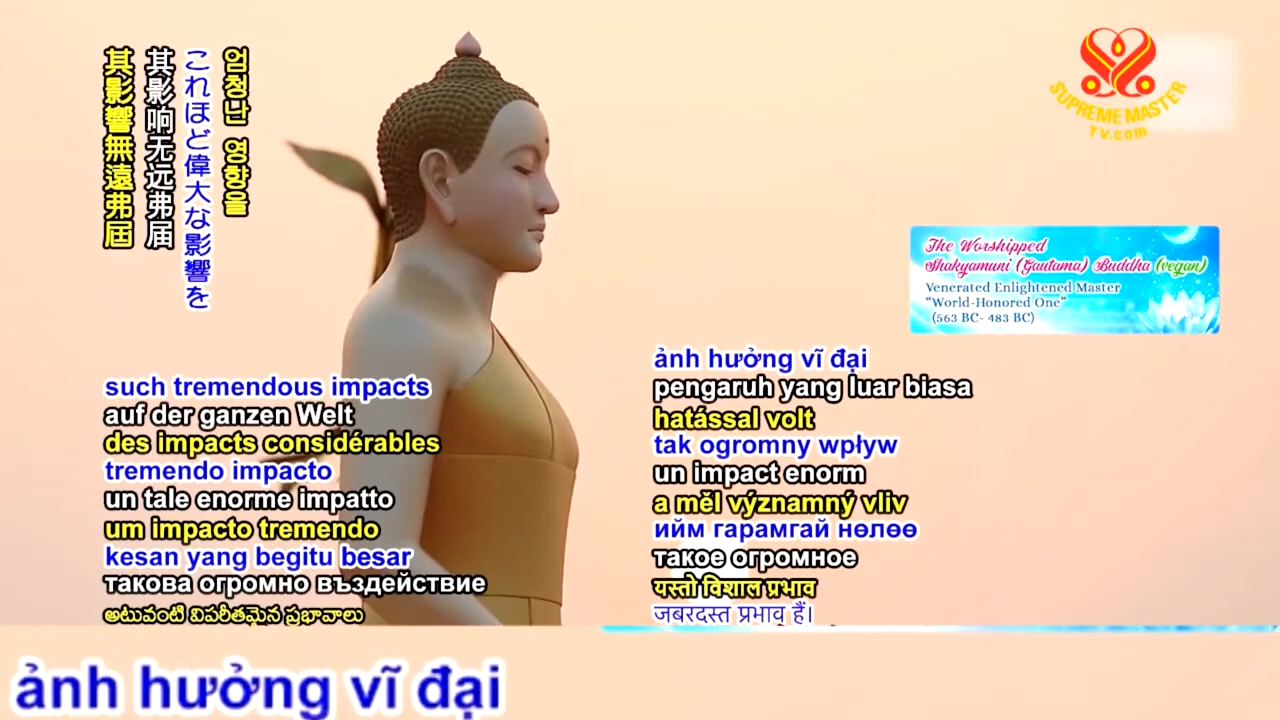 其影響無遠弗屆
其影响无远弗届
これほど偉大な影響を
엄청난 영향을
SUPREME MASTER
TV.com
The Worshipped
Shakyamuni (Gautama) Buddha (vegan)
Venerated Enlightened Master
“World-Honored One”
(563 BC- 483 BC)
such tremendous impacts
auf der ganzen Welt
des impacts considérables
tremendo impacto
un tale enorme impatto
um impacto tremendo
kesan yang begitu besar
такова огромно въздействие
అటువంటి విపరీతమైన ప్రభావాలు
ảnh hưởng vĩ đại
pengaruh yang luar biasa
hatással volt
tak ogromny wpływ
un impact enorm
a měl významný vliv
ийм гарамгай нөлөө
такое огромное
यस्तो विशाल प्रभाव
जबरदस्त प्रभाव हैं।
ảnh hưởng vĩ đại